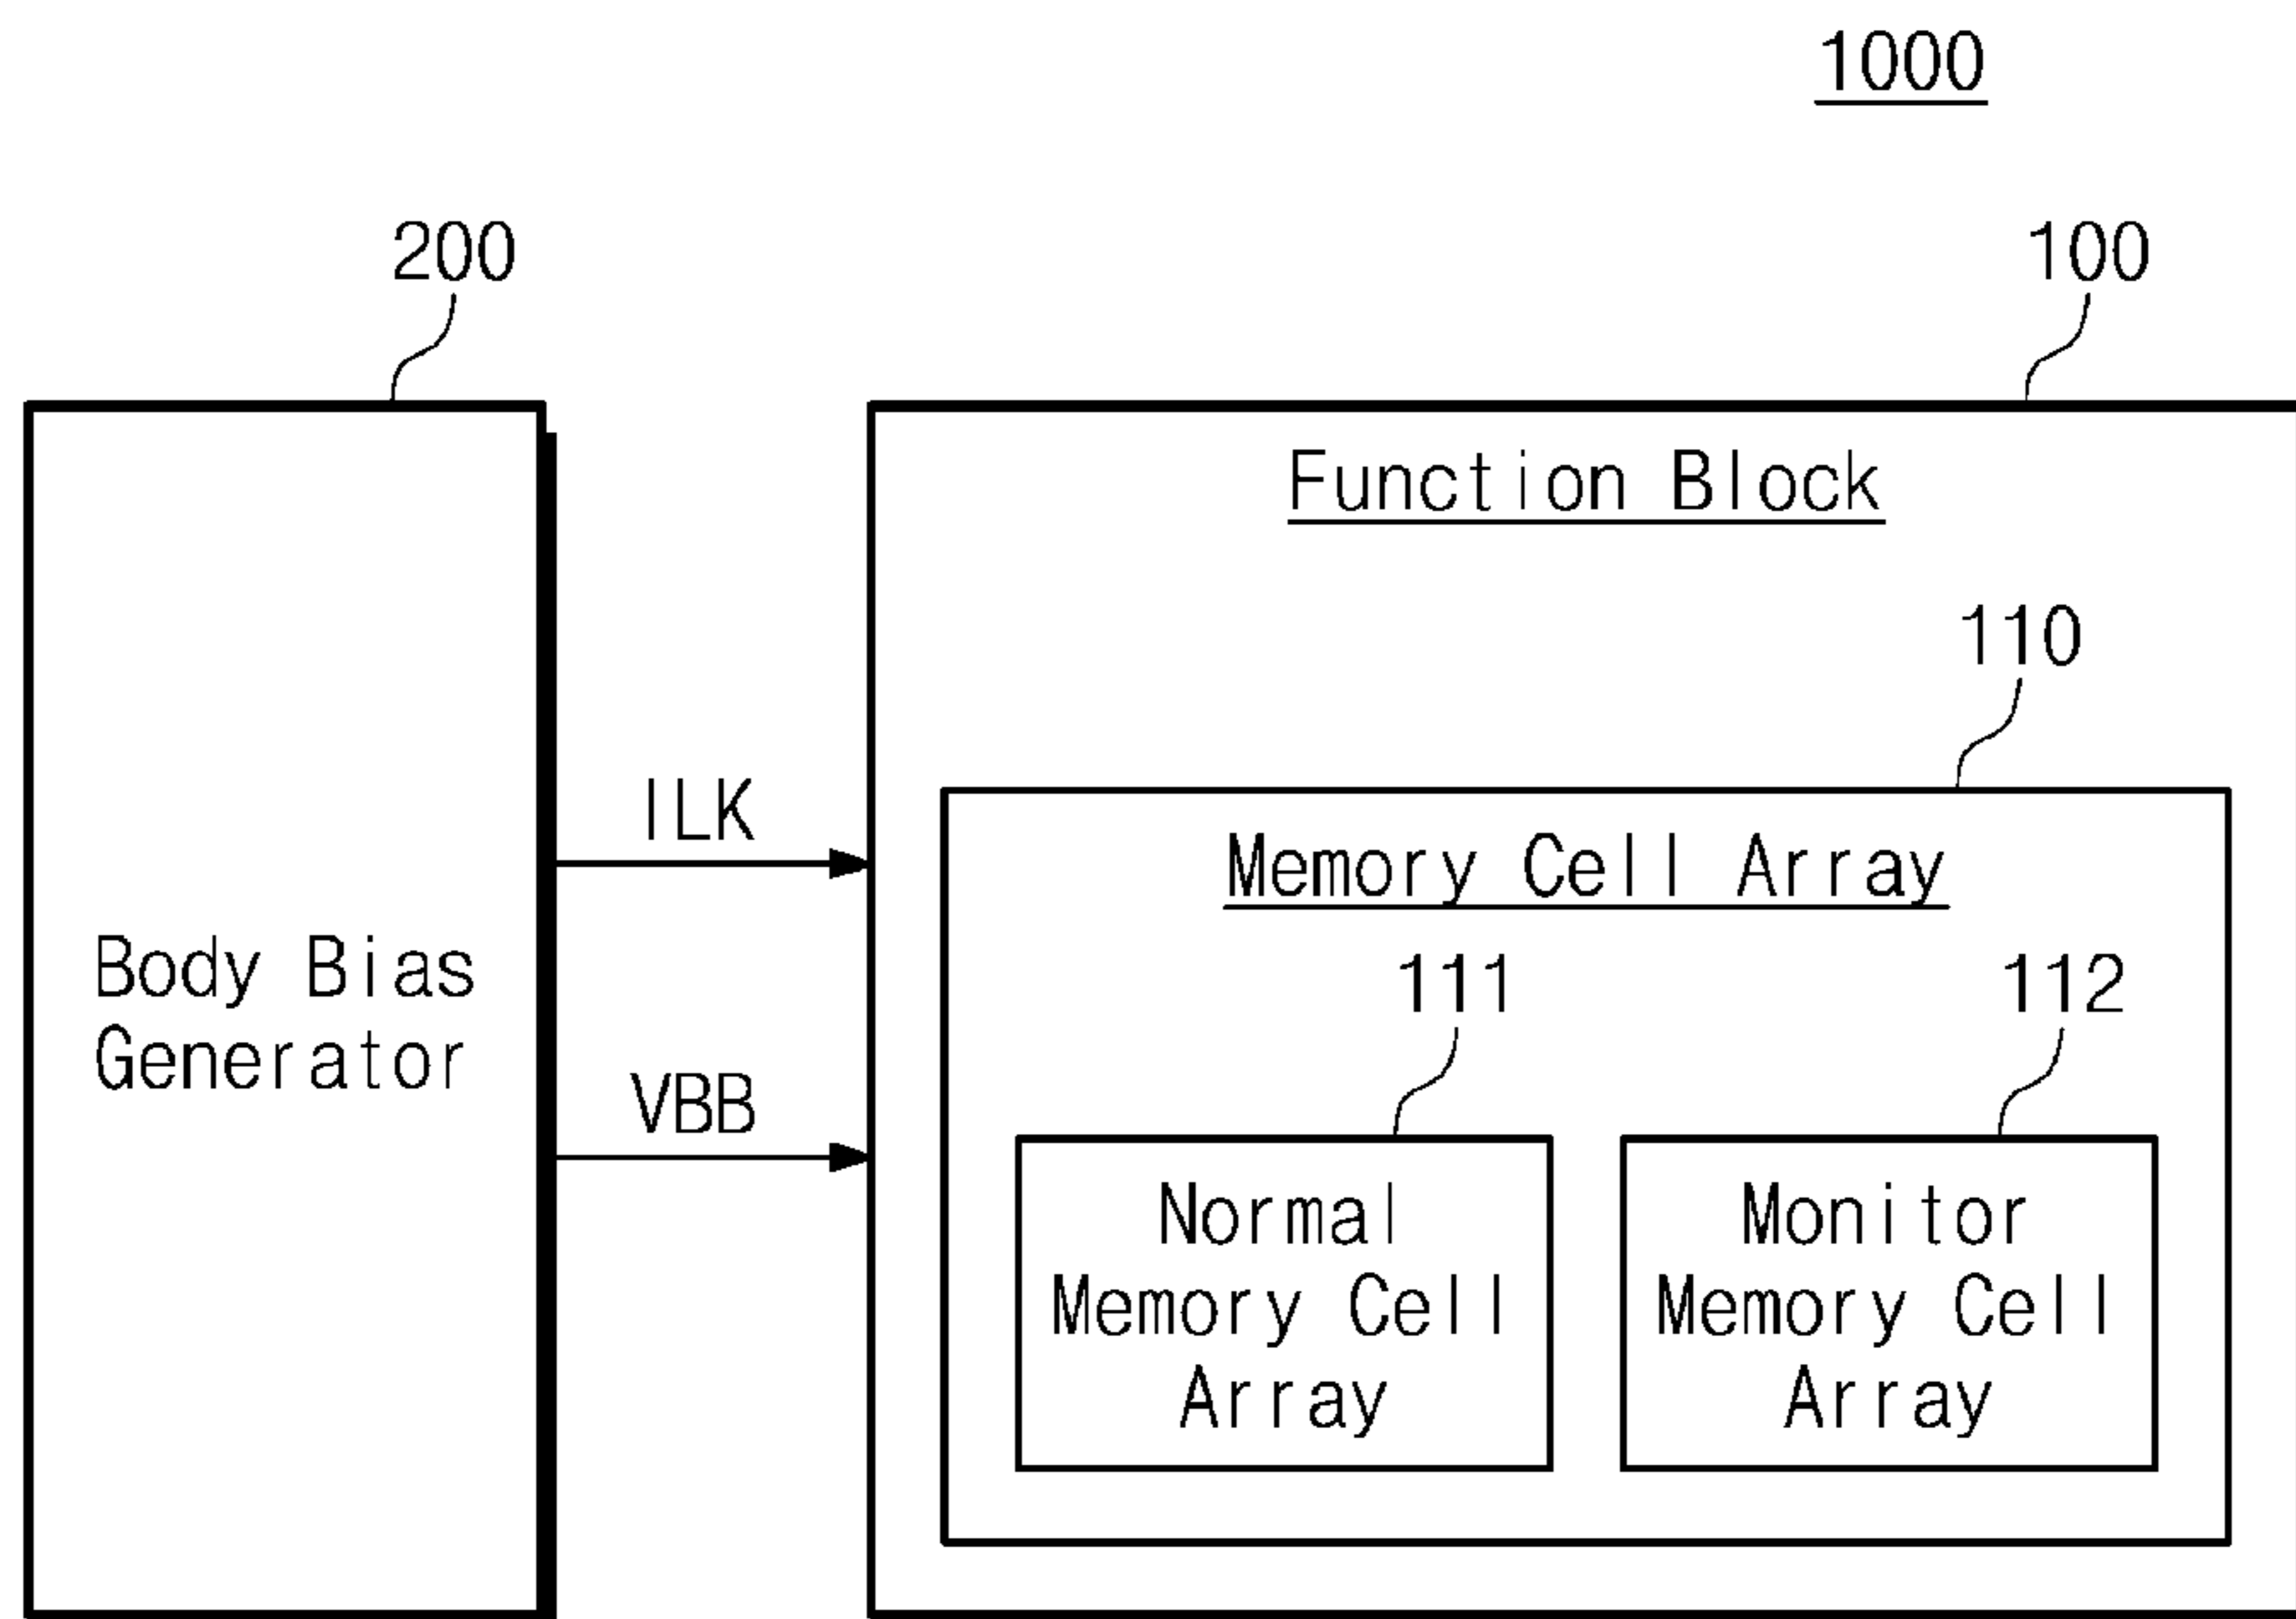 1000
200
100
Function Block
110
ILK
Memory Cell Array
Body Bias
Generator
111
112
VBB
Normal
Memory Cell
Array
Monitor
Memory Cell
Array